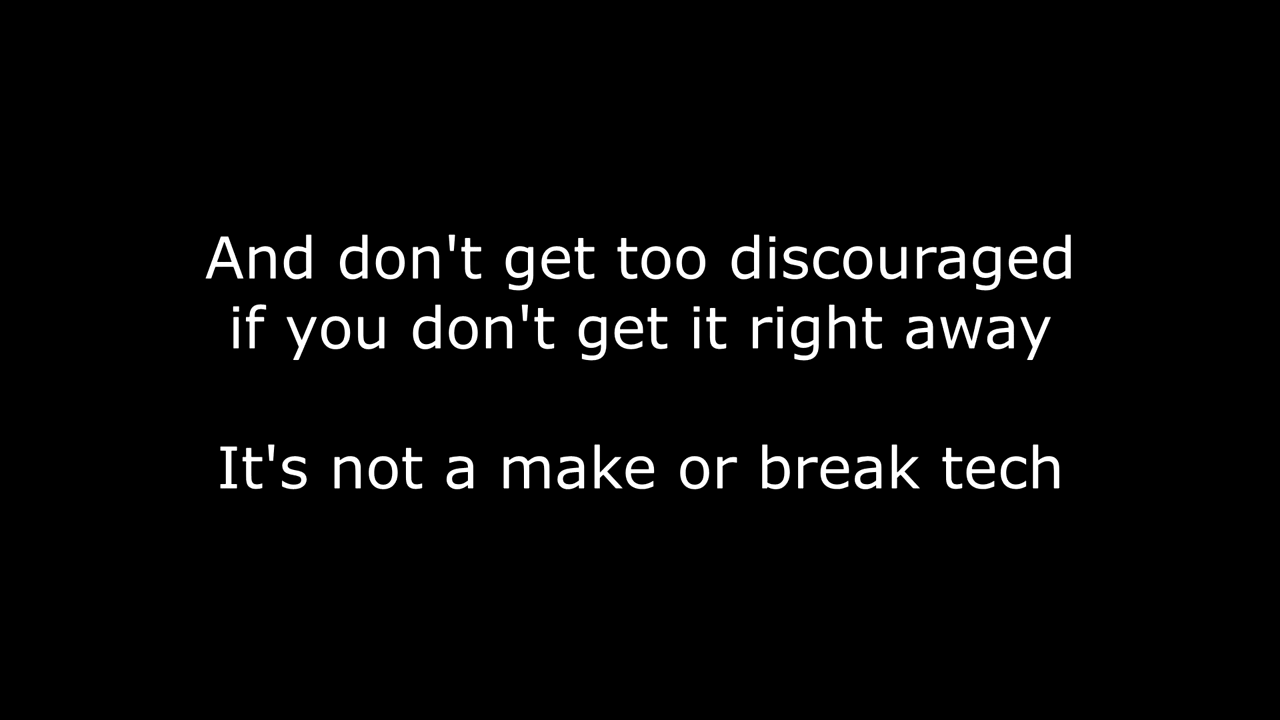 And don't get too discouraged
if you don't get it right away
It's not a make or break tech